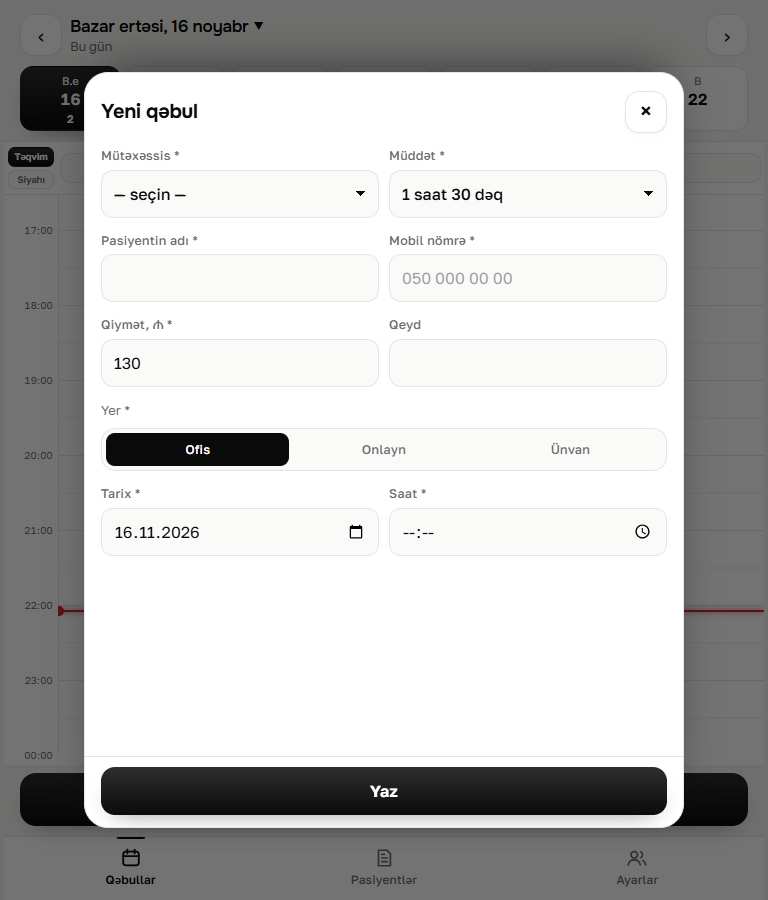 ‹
Bazar ertəsi, 16 noyabr ▼
Bu gün
›
B.e
16
2
B
22
Yeni qəbul
×
Təqvim
Siyahı
Mütəxəssis *
Müddət *
— seçin —
1 saat 30 dəq
Pasiyentin adı *
Mobil nömrə *
050 000 00 00
Qiymət, ₼ *
Qeyd
130
Yer *
Ofis
Onlayn
Ünvan
Tarix *
Saat *
16.11.2026
--:--
17:00
18:00
19:00
20:00
21:00
22:00
23:00
00:00
Yaz
Qəbullar
Pasiyentlər
Ayarlar